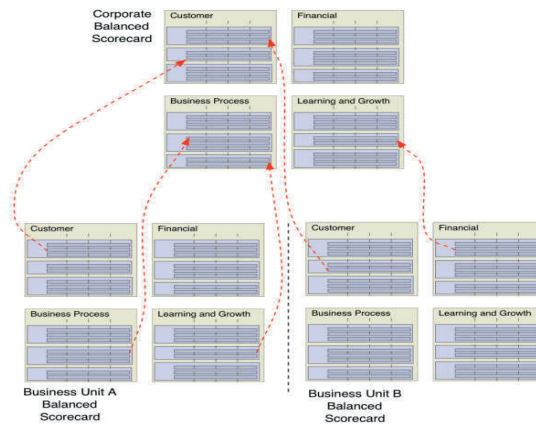 Corporate
Balanced
Scorecard
Customer
Financial
Business Process
Learning and Growth
Customer
Financial
Business Process
Learning and Growth
Business Unit A
Balanced
Scorecard
Customer
Financial
Business Process
Learning and Growth
Business Unit B
Balanced
Scorecard